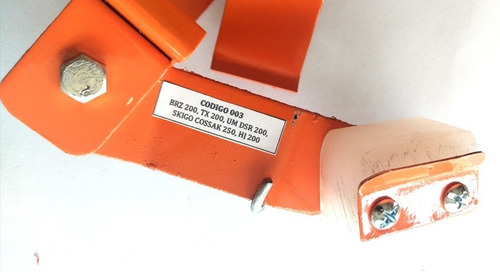 CODIGO 003
BRZ 200, TX 200, UM DSR 200,
SKIGO COSSAK 250, HJ 200